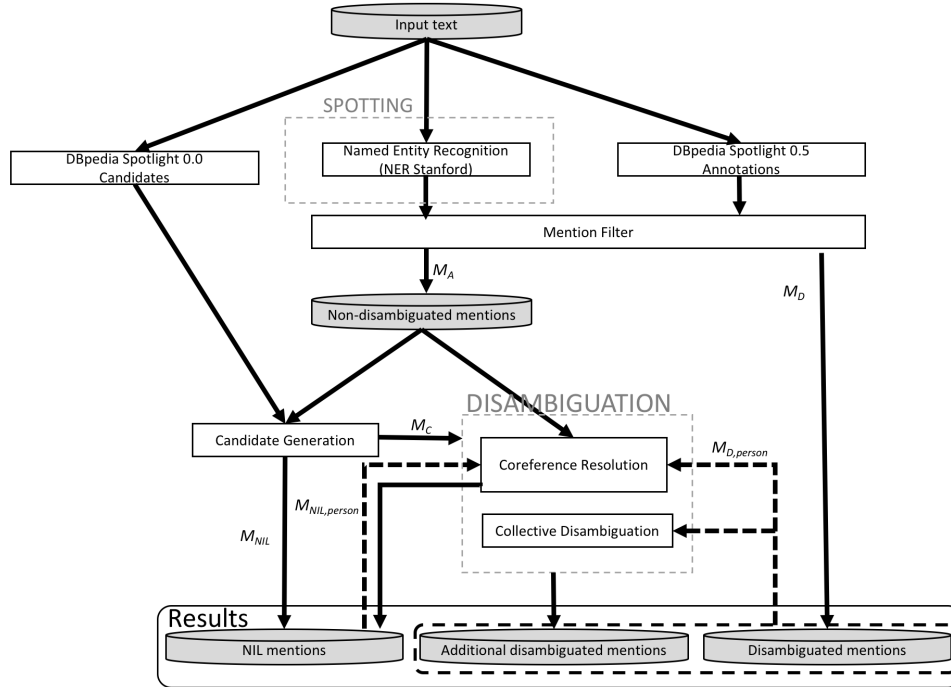 Input text
SPOTTING
DBpedia Spotlight 0.0
Candidates
Named Entity Recognition
(NER Stanford)
DBpedia Spotlight 0.5
Annotations
Mention Filter
M_A
M_D
Non-disambiguated mentions
DISAMBIGUATION
Candidate Generation
M_C
Coreference Resolution
M_D,person
M_NIL,person
M_NIL
Collective Disambiguation
Results
NIL mentions
Additional disambiguated mentions
Disambiguated mentions